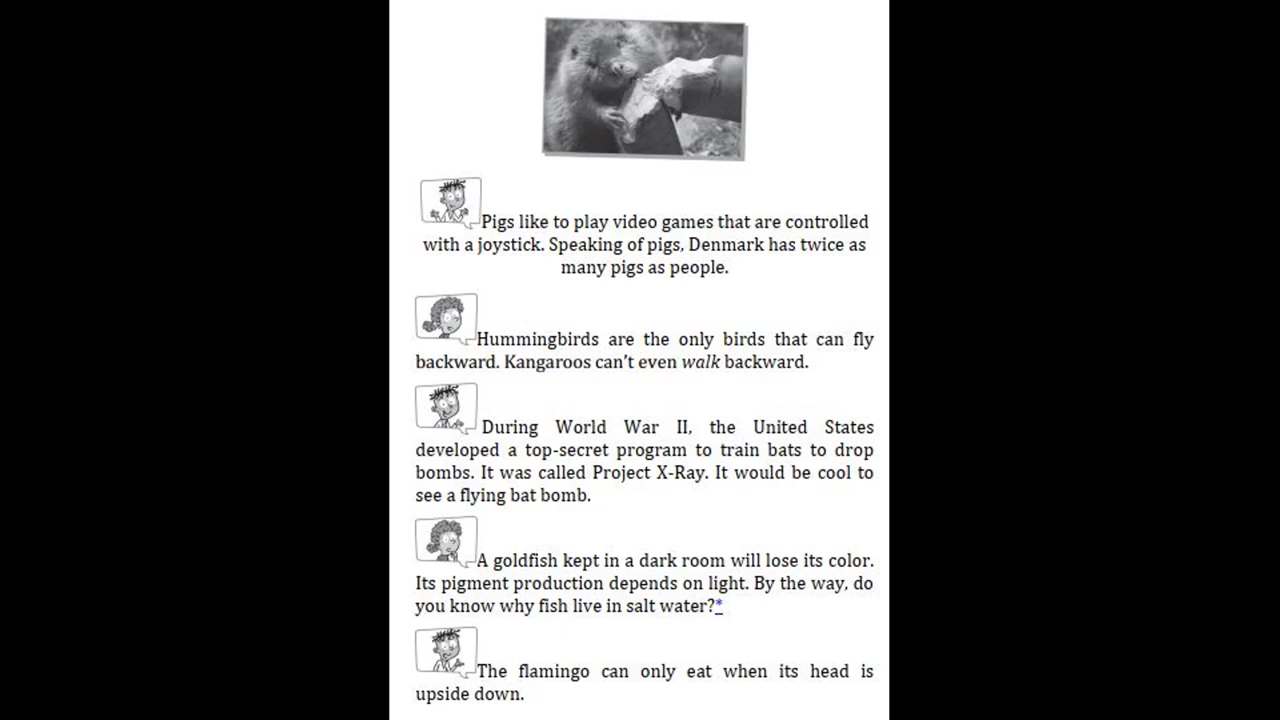 Pigs like to play video games that are controlled
with a joystick. Speaking of pigs, Denmark has twice as
many pigs as people.
Hummingbirds are the only birds that can fly
backward. Kangaroos can't even walk backward.
During World War II, the United States
developed a top-secret program to train bats to drop
bombs. It was called Project X-Ray. It would be cool to
see a flying bat bomb.
A goldfish kept in a dark room will lose its color.
Its pigment production depends on light. By the way, do
you know why fish live in salt water?*
The flamingo can only eat when its head is
upside down.